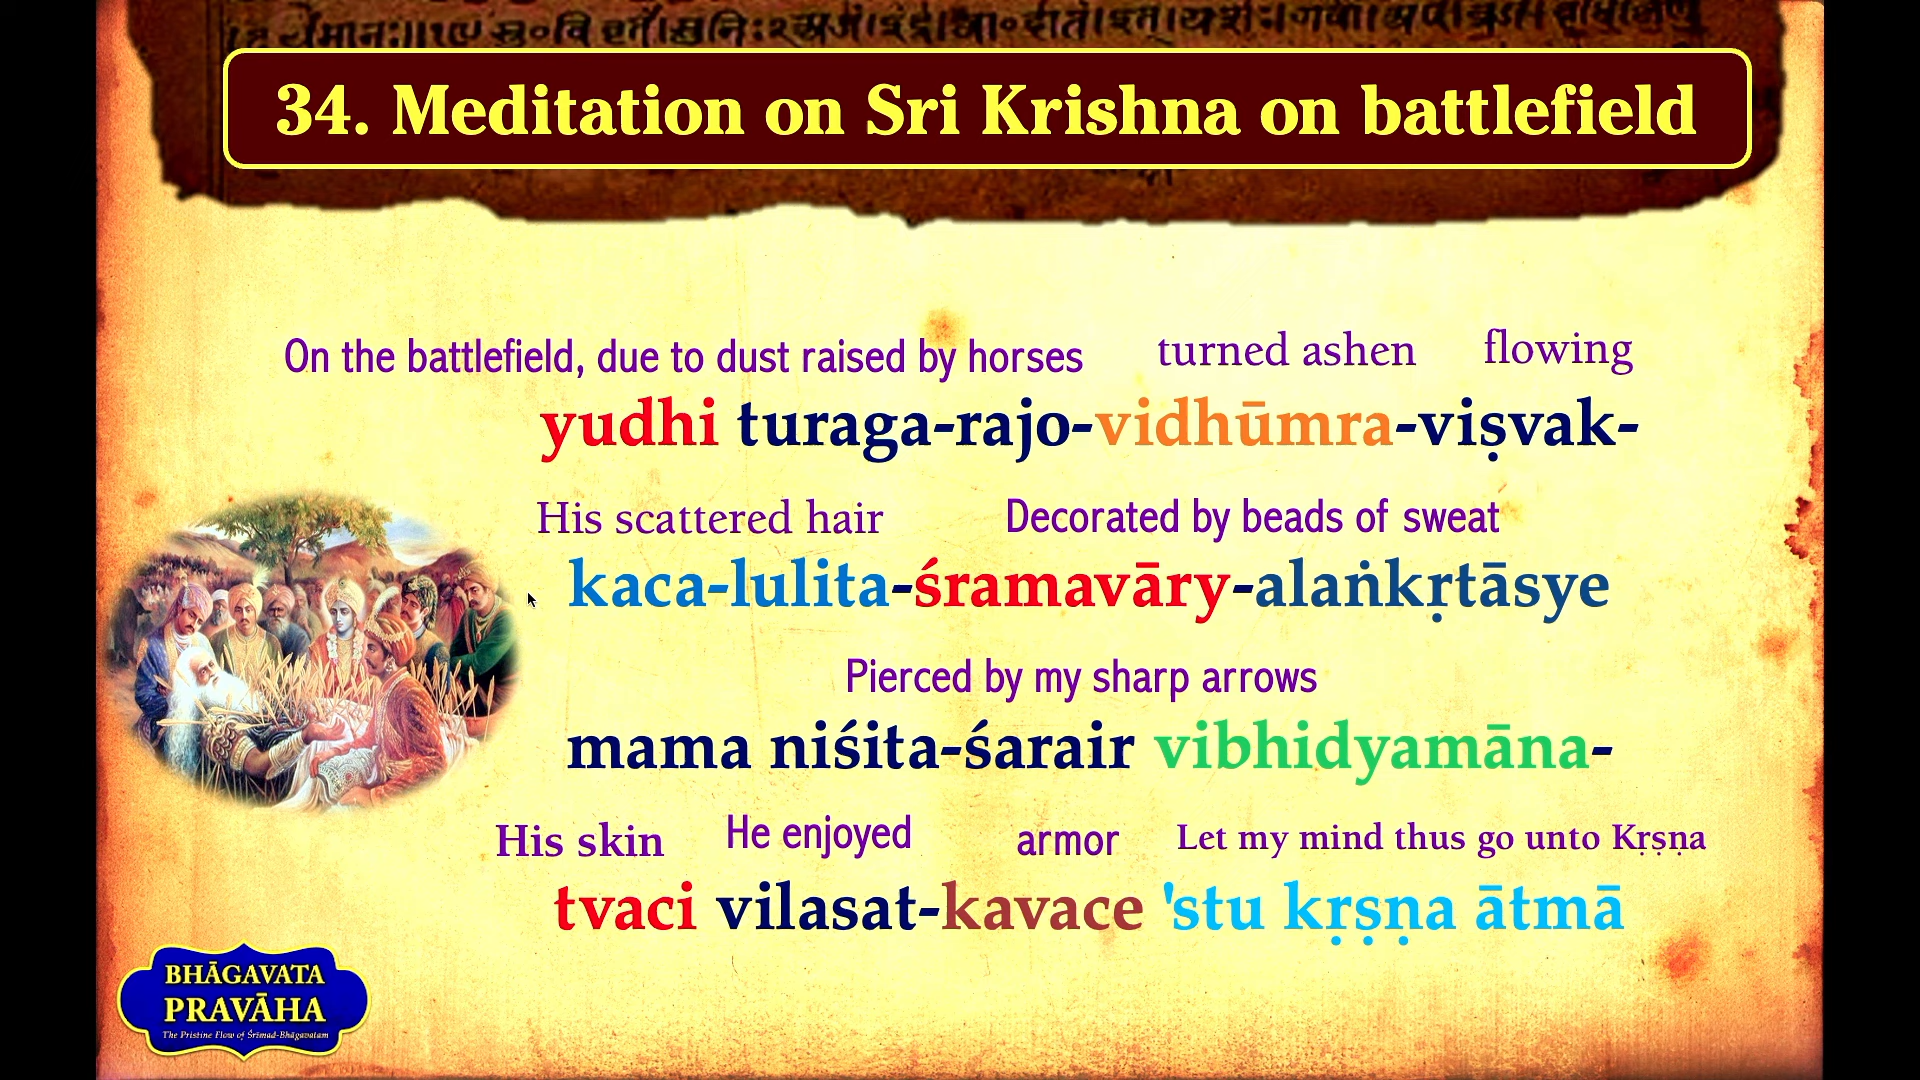 34. Meditation on Sri Krishna on battlefield
On the battlefield, due to dust raised by horses turned ashen flowing
yudhi turaga-rajo-vidhūmra-viṣvak-
His scattered hair Decorated by beads of sweat
kaca-lulita-śramavāry-alaṅkṛtāsye
Pierced by my sharp arrows
mama niśita-śarair vibhidyamāna-
His skin He enjoyed armor Let my mind thus go unto Kṛṣṇa
tvaci vilasat-kavace 'stu kṛṣṇa ātmā
BHĀGAVATA
PRAVĀHA
The Pristine Flow of Śrīmad-Bhāgavatam